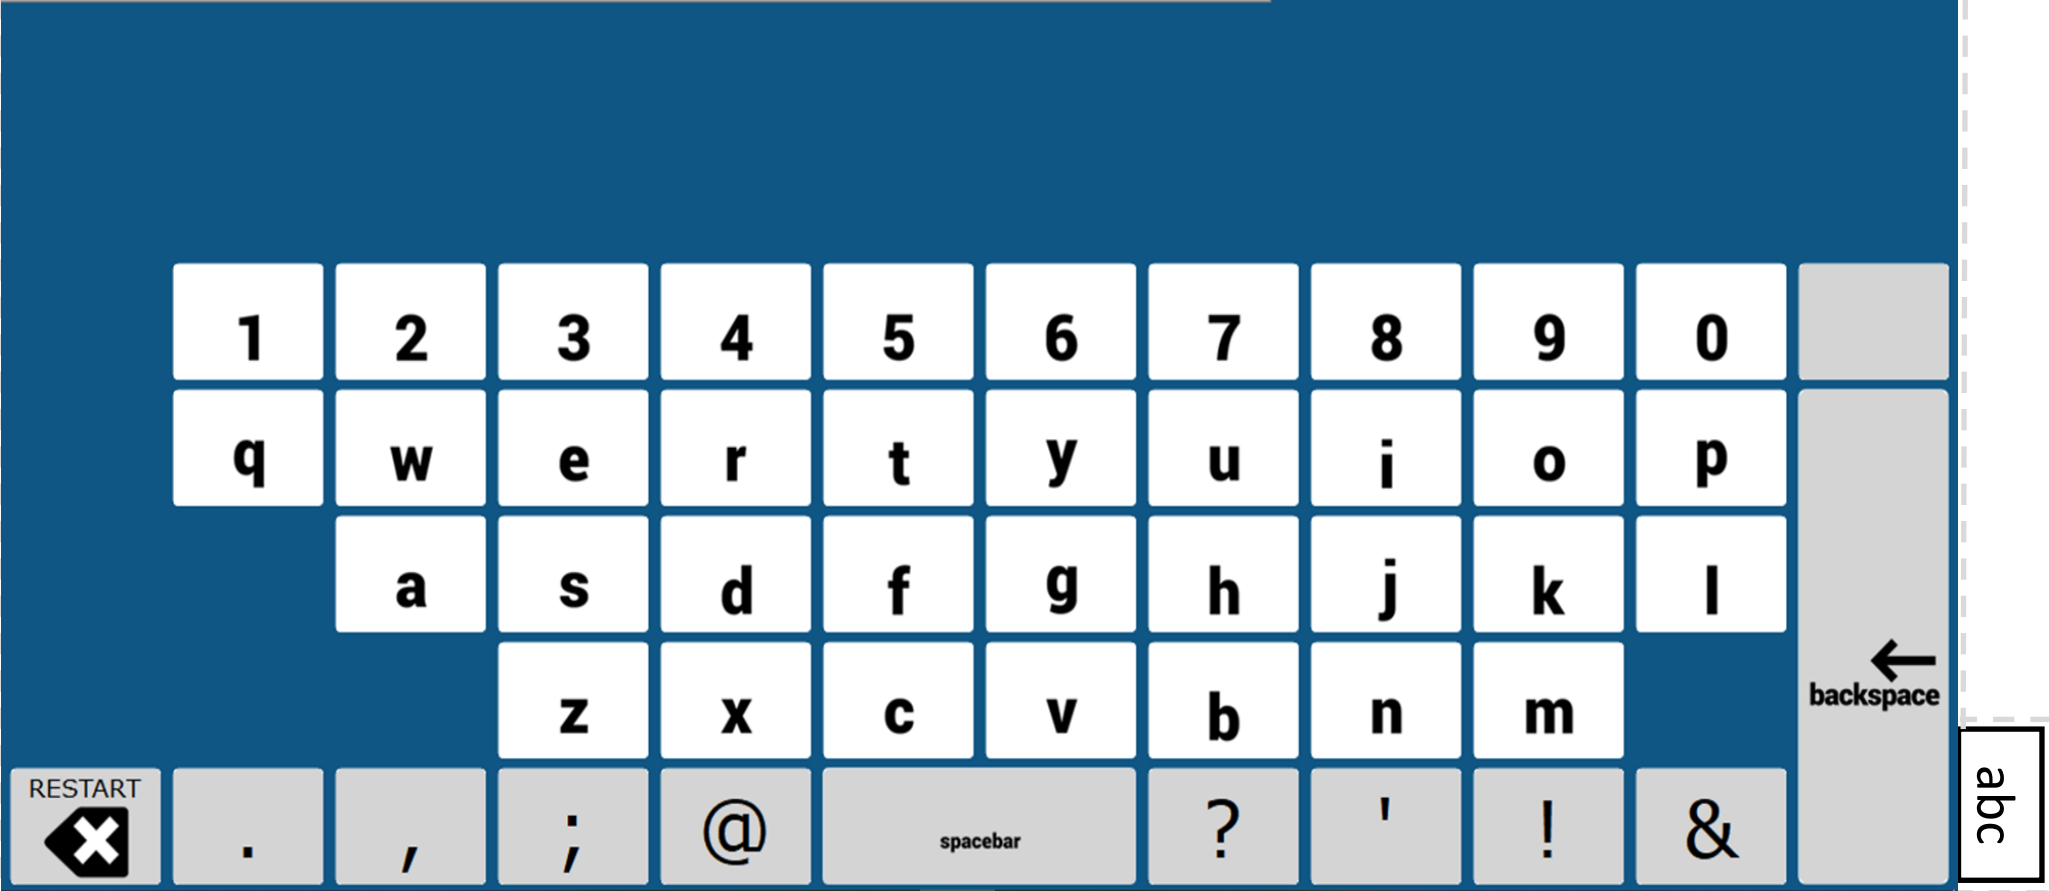 1 2 3 4 5 6 7 8 9 0
q w e r t y u i o p
a s d f g h j k l
backspace
z x c v b n m
RESTART
. , ; @ spacebar ? ' ! &
abc